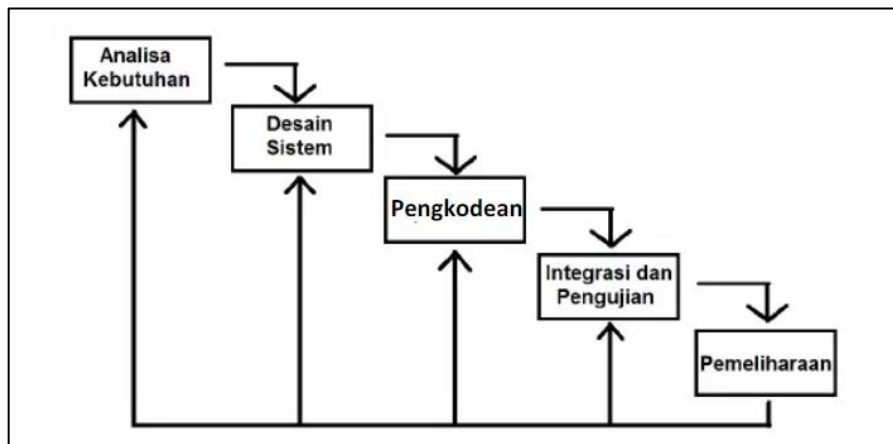 Analisa
Kebutuhan
Desain
Sistem
Pengkodean
Integrasi dan
Pengujian
Pemeliharaan